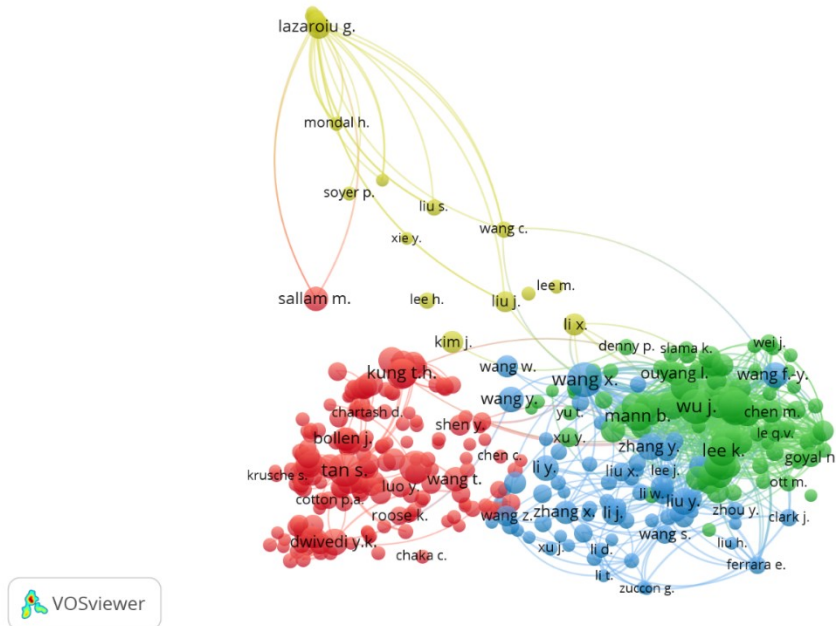 lazaroiu g.
mondal h.
soyer p.
liu s.
wang c.
xie y.
lee m.
sallam m.
lee h.
liu j.
li x.
kim j.
denny p.
slama k.
wei j.
kung t.h.
wang w.
wang x.
ouyang l.
wang f.-y.
wang y.
chartash d.
yu t.
mann b.
wu j.
chen m.
shen y.
bollen j.
xu y.
zhang y.
le q.v.
lee k.
goyal n
chen c.
krusche s.
tan s.
li y.
liu x.
lee j.
luo y.
wang t.
ott m.
cotton p.a.
li w.
liu y.
roose k.
wang z.
zhang x.
li j.
zhou y.
clark j.
wang s.
dwivedi y.k.
chaka c.
xu j.
li d.
liu h.
ferrara e.
li t.
zuccon g.
VOSviewer